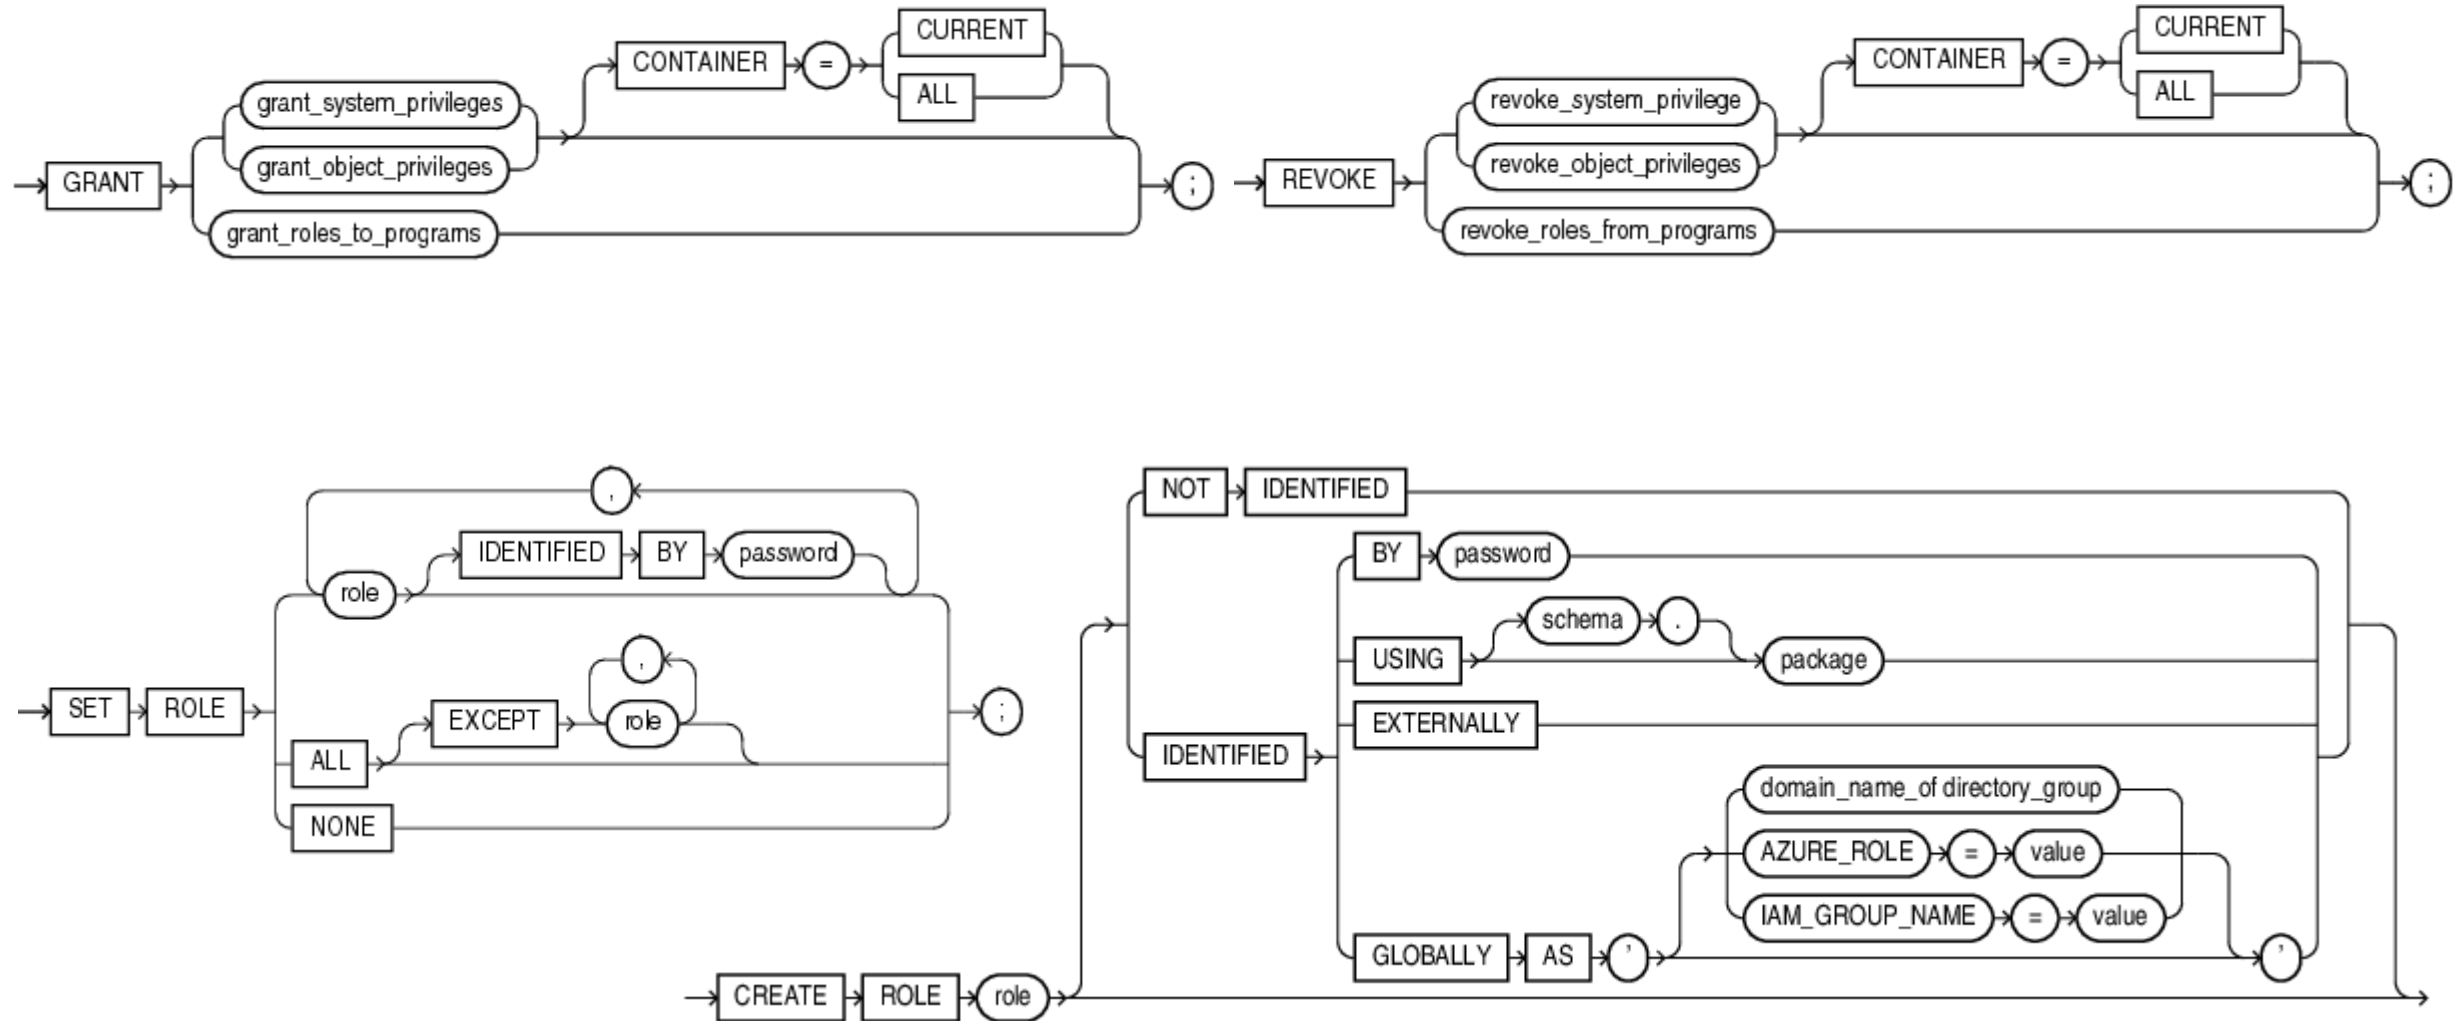 GRANT
grant_system_privileges
grant_object_privileges
grant_roles_to_programs
CONTAINER =
CURRENT
ALL
;
REVOKE
revoke_system_privilege
revoke_object_privileges
revoke_roles_from_programs
CONTAINER =
CURRENT
ALL
;
SET ROLE
,
role
IDENTIFIED BY password
ALL
EXCEPT
,
role
NONE
;
CREATE ROLE role
NOT IDENTIFIED
IDENTIFIED
BY password
USING
schema .
package
EXTERNALLY
GLOBALLY AS '
domain_name_of directory_group
AZURE_ROLE = value
IAM_GROUP_NAME = value
'